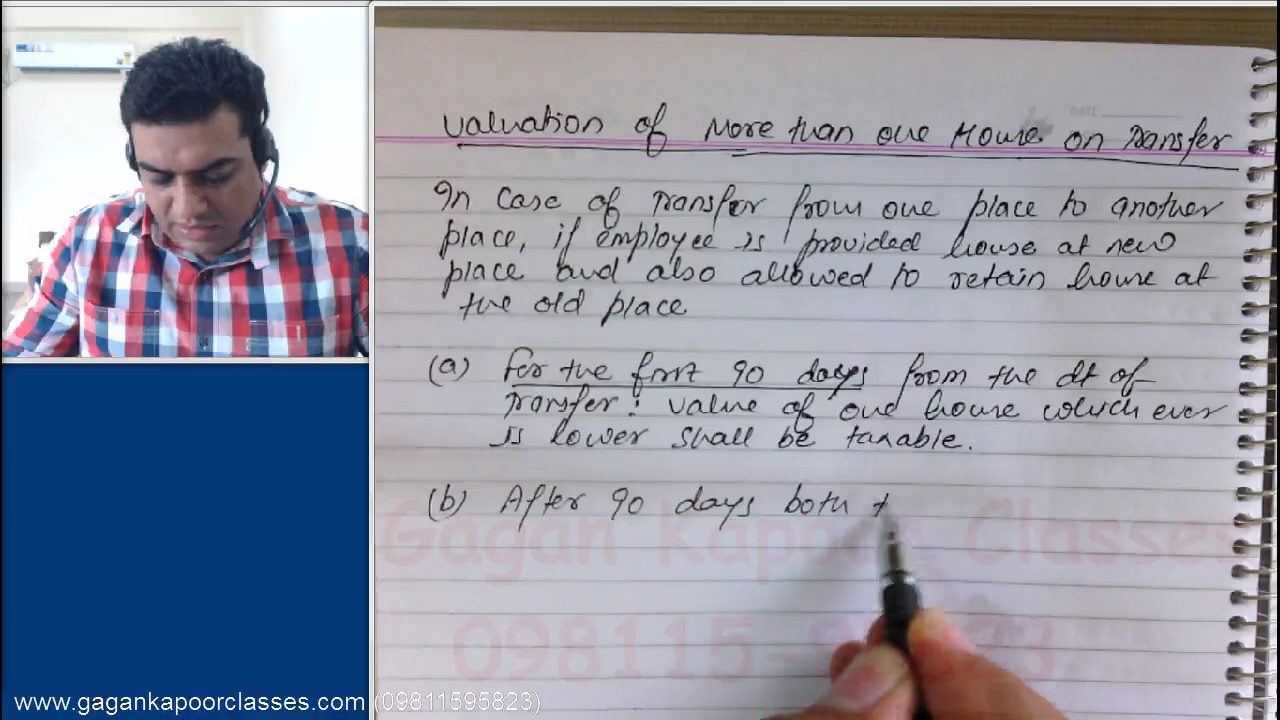 Valuation of More than one House on Transfer
In case of Transfer from one place to another
place, if employee is provided house at new
place and also allowed to retain house at
the old place.
(a) For the first 90 days from the dt of
Transfer: value of one house which ever
is lower shall be taxable.
(b) After 90 days both t
Gagan Kapoor Classes
098115-95823
www.gagankapoorclasses.com (09811595823)